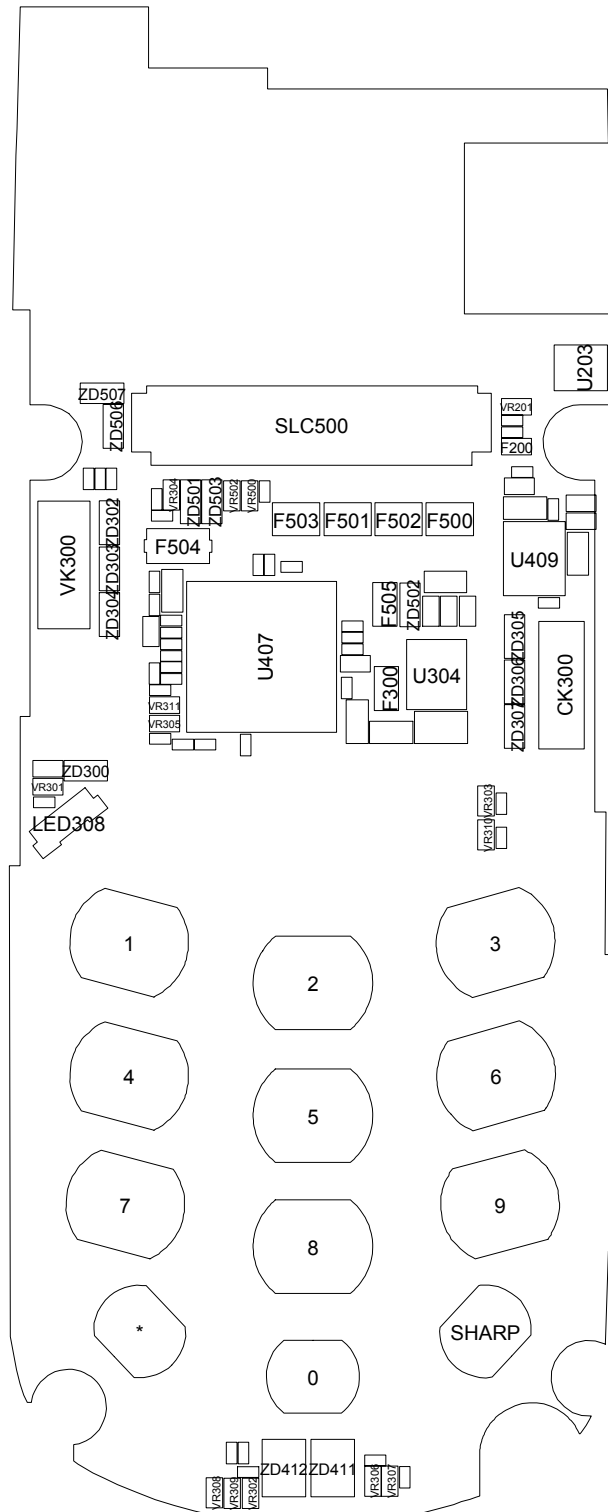 U203
ZD507
VR201
ZD506
SLC500
F200
VR304
ZD501
ZD503
VR502
VR500
ZD302
F503
F501
F502
F500
F504
U409
VK300
ZD303
F505
ZD502
ZD304
ZD305
U407
ZD306
F300
U304
CK300
VR311
VR305
ZD307
ZD300
VR301
VR303
LED308
VR310
1
3
2
4
6
5
7
9
8
*
SHARP
0
ZD412
ZD411
VR308
VR309
VR302
VR306
VR307